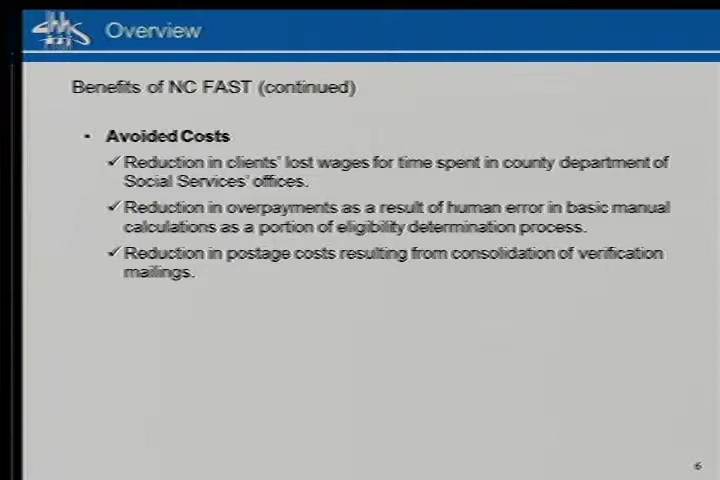 Overview
Benefits of NC FAST (continued)
• Avoided Costs
✓ Reduction in clients' lost wages for time spent in county department of
Social Services' offices.
✓ Reduction in overpayments as a result of human error in basic manual
calculations as a portion of eligibility determination process.
✓ Reduction in postage costs resulting from consolidation of verification
mailings.
6